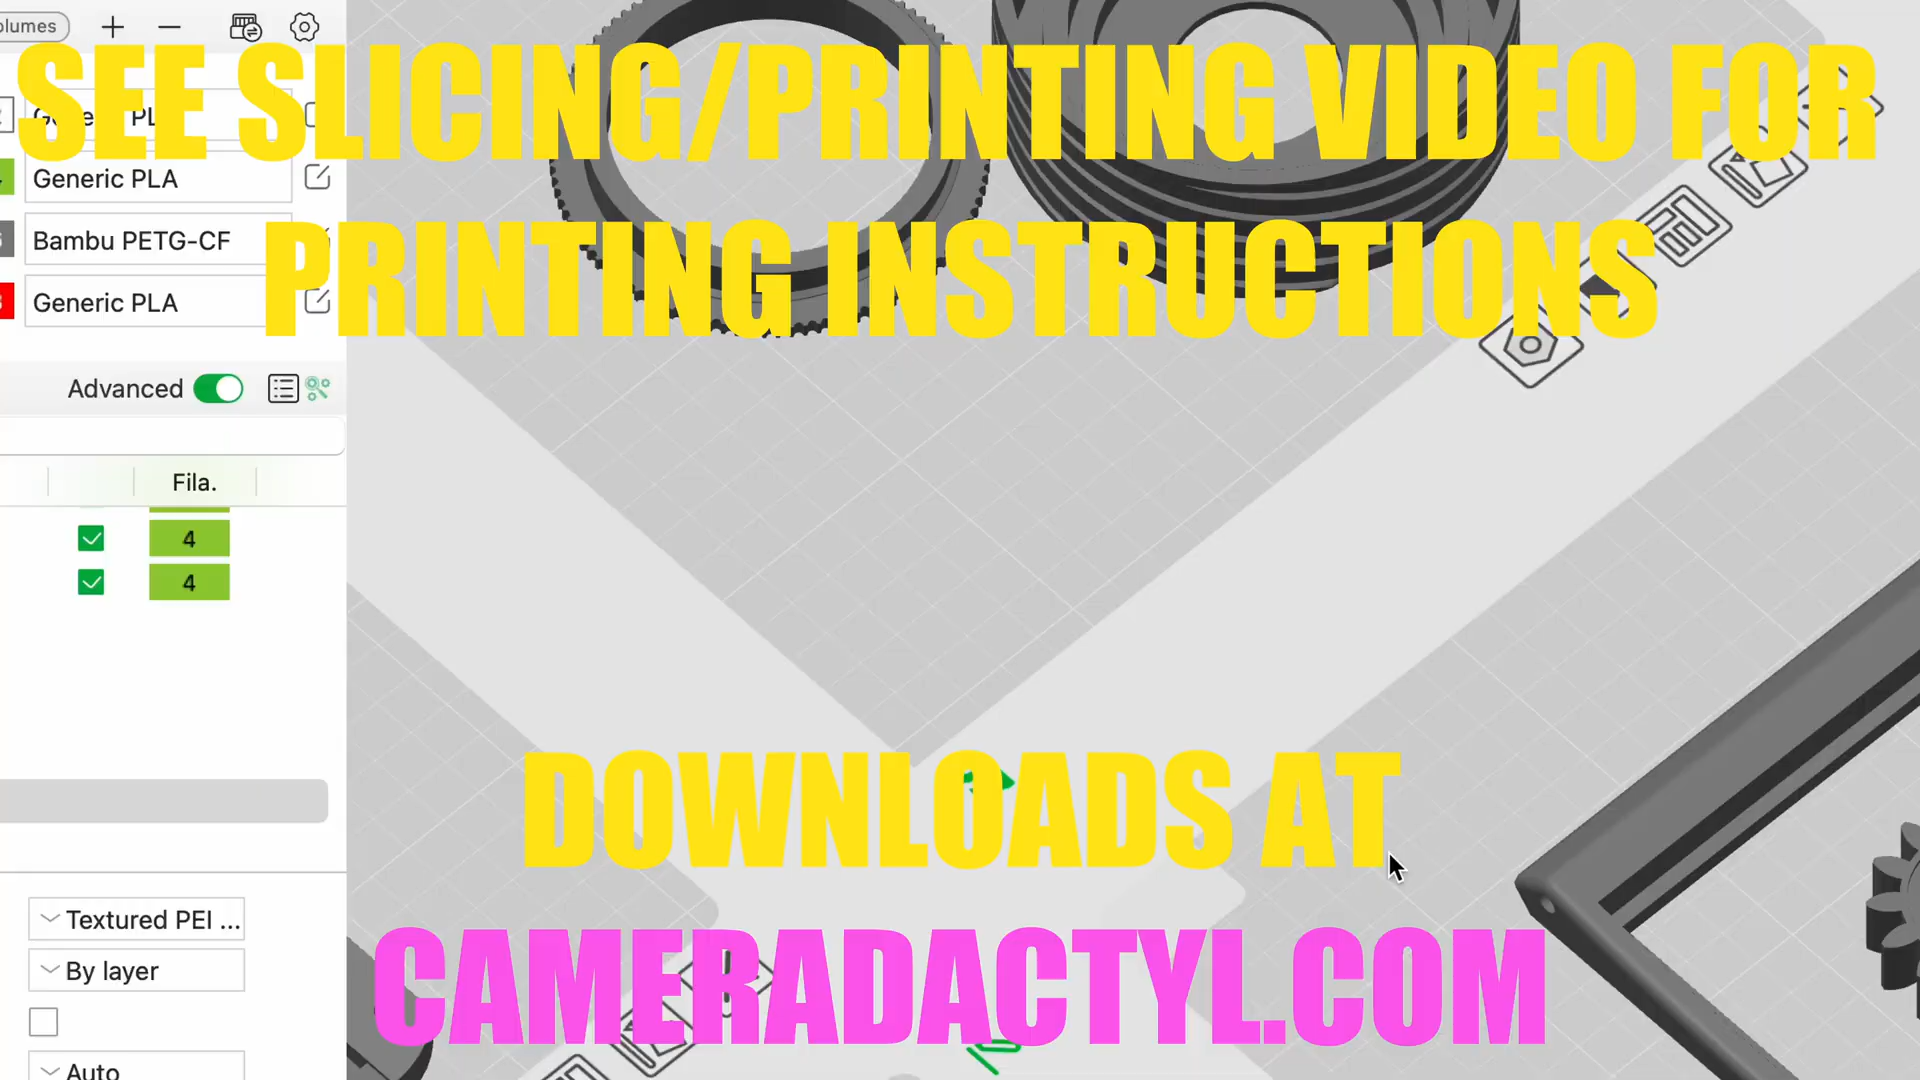 SEE SLICING/PRINTING VIDEO FOR
PRINTING INSTRUCTIONS
Generic PLA
Bambu PETG-CF
Generic PLA
Advanced
Fila.
4
4
DOWNLOADS AT
CAMERADACTYL.COM
Textured PEI ...
By layer
Auto